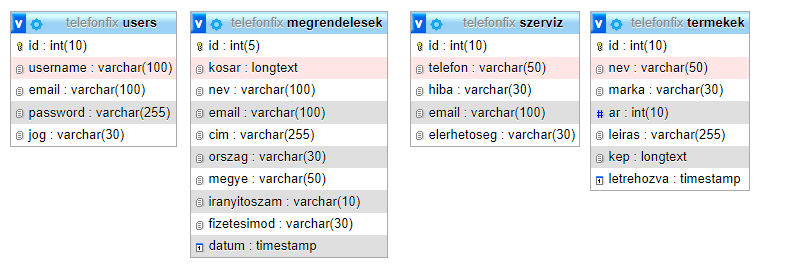 telefonfix users
id : int(10)
username : varchar(100)
email : varchar(100)
password : varchar(255)
jog : varchar(30)
telefonfix megrendelesek
id : int(5)
kosar : longtext
nev : varchar(100)
email : varchar(100)
cim : varchar(255)
orszag : varchar(30)
megye : varchar(50)
iranyitoszam : varchar(10)
fizetesimod : varchar(30)
datum : timestamp
telefonfix szerviz
id : int(10)
telefon : varchar(50)
hiba : varchar(30)
email : varchar(100)
elerhetoseg : varchar(30)
telefonfix termekek
id : int(10)
nev : varchar(50)
marka : varchar(30)
# ar : int(10)
leiras : varchar(255)
kep : longtext
letrehozva : timestamp